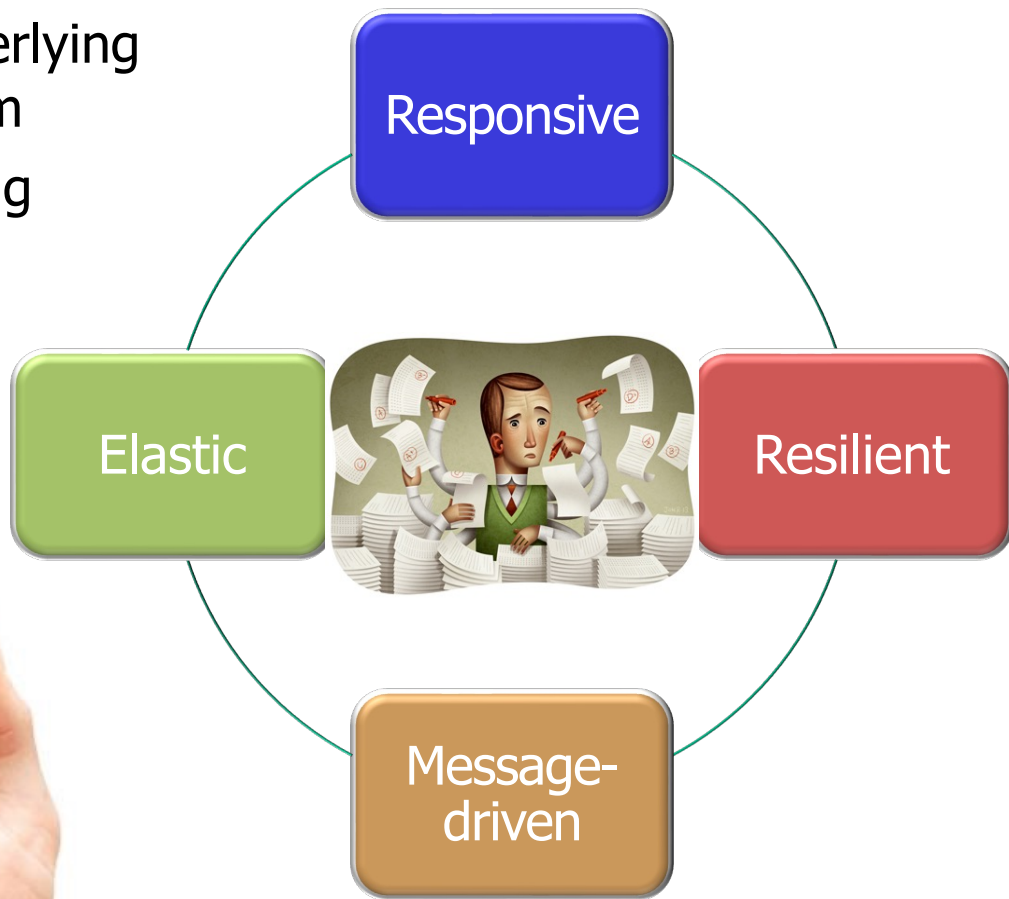 erlying
m
g
Responsive
Elastic
Resilient
Message-
driven